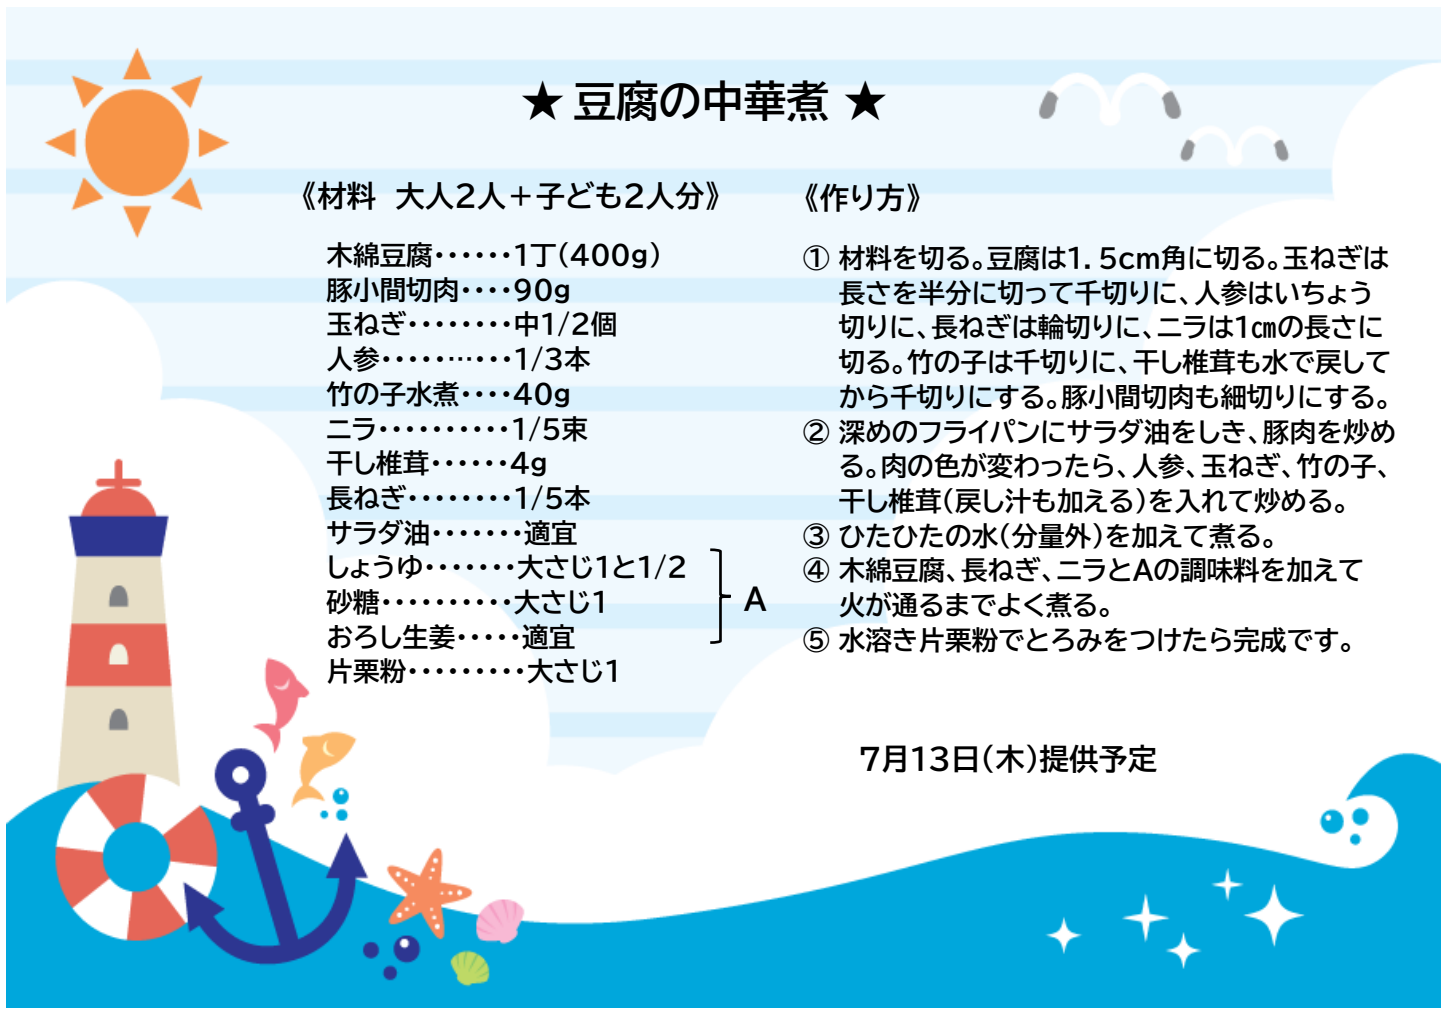 ★ 豆腐の中華煮 ★
《材料　大人2人＋子ども2人分》
木綿豆腐・・・・・・1丁(400g)
豚小間切肉・・・・90g
玉ねぎ・・・・・・・・中1/2個
人参・・・・・…・・・1/3本
竹の子水煮・・・・40g
ニラ・・・・・・・・・・1/5束
干し椎茸・・・・・・4g
長ねぎ・・・・・・・・1/5本
サラダ油・・・・・・・適宜
しょうゆ・・・・・・・大さじ1と1/2
砂糖・・・・・・・・・・大さじ1
おろし生姜・・・・・適宜
A
片栗粉・・・・・・・・・大さじ1
《作り方》
① 材料を切る。豆腐は1．5cm角に切る。玉ねぎは
長さを半分に切って千切りに、人参はいちょう
切りに、長ねぎは輪切りに、ニラは1㎝の長さに
切る。竹の子は千切りに、干し椎茸も水で戻して
から千切りにする。豚小間切肉も細切りにする。
② 深めのフライパンにサラダ油をしき、豚肉を炒め
る。肉の色が変わったら、人参、玉ねぎ、竹の子、
干し椎茸(戻し汁も加える)を入れて炒める。
③ ひたひたの水(分量外)を加えて煮る。
④ 木綿豆腐、長ねぎ、ニラとAの調味料を加えて
火が通るまでよく煮る。
⑤ 水溶き片栗粉でとろみをつけたら完成です。
7月13日(木)提供予定